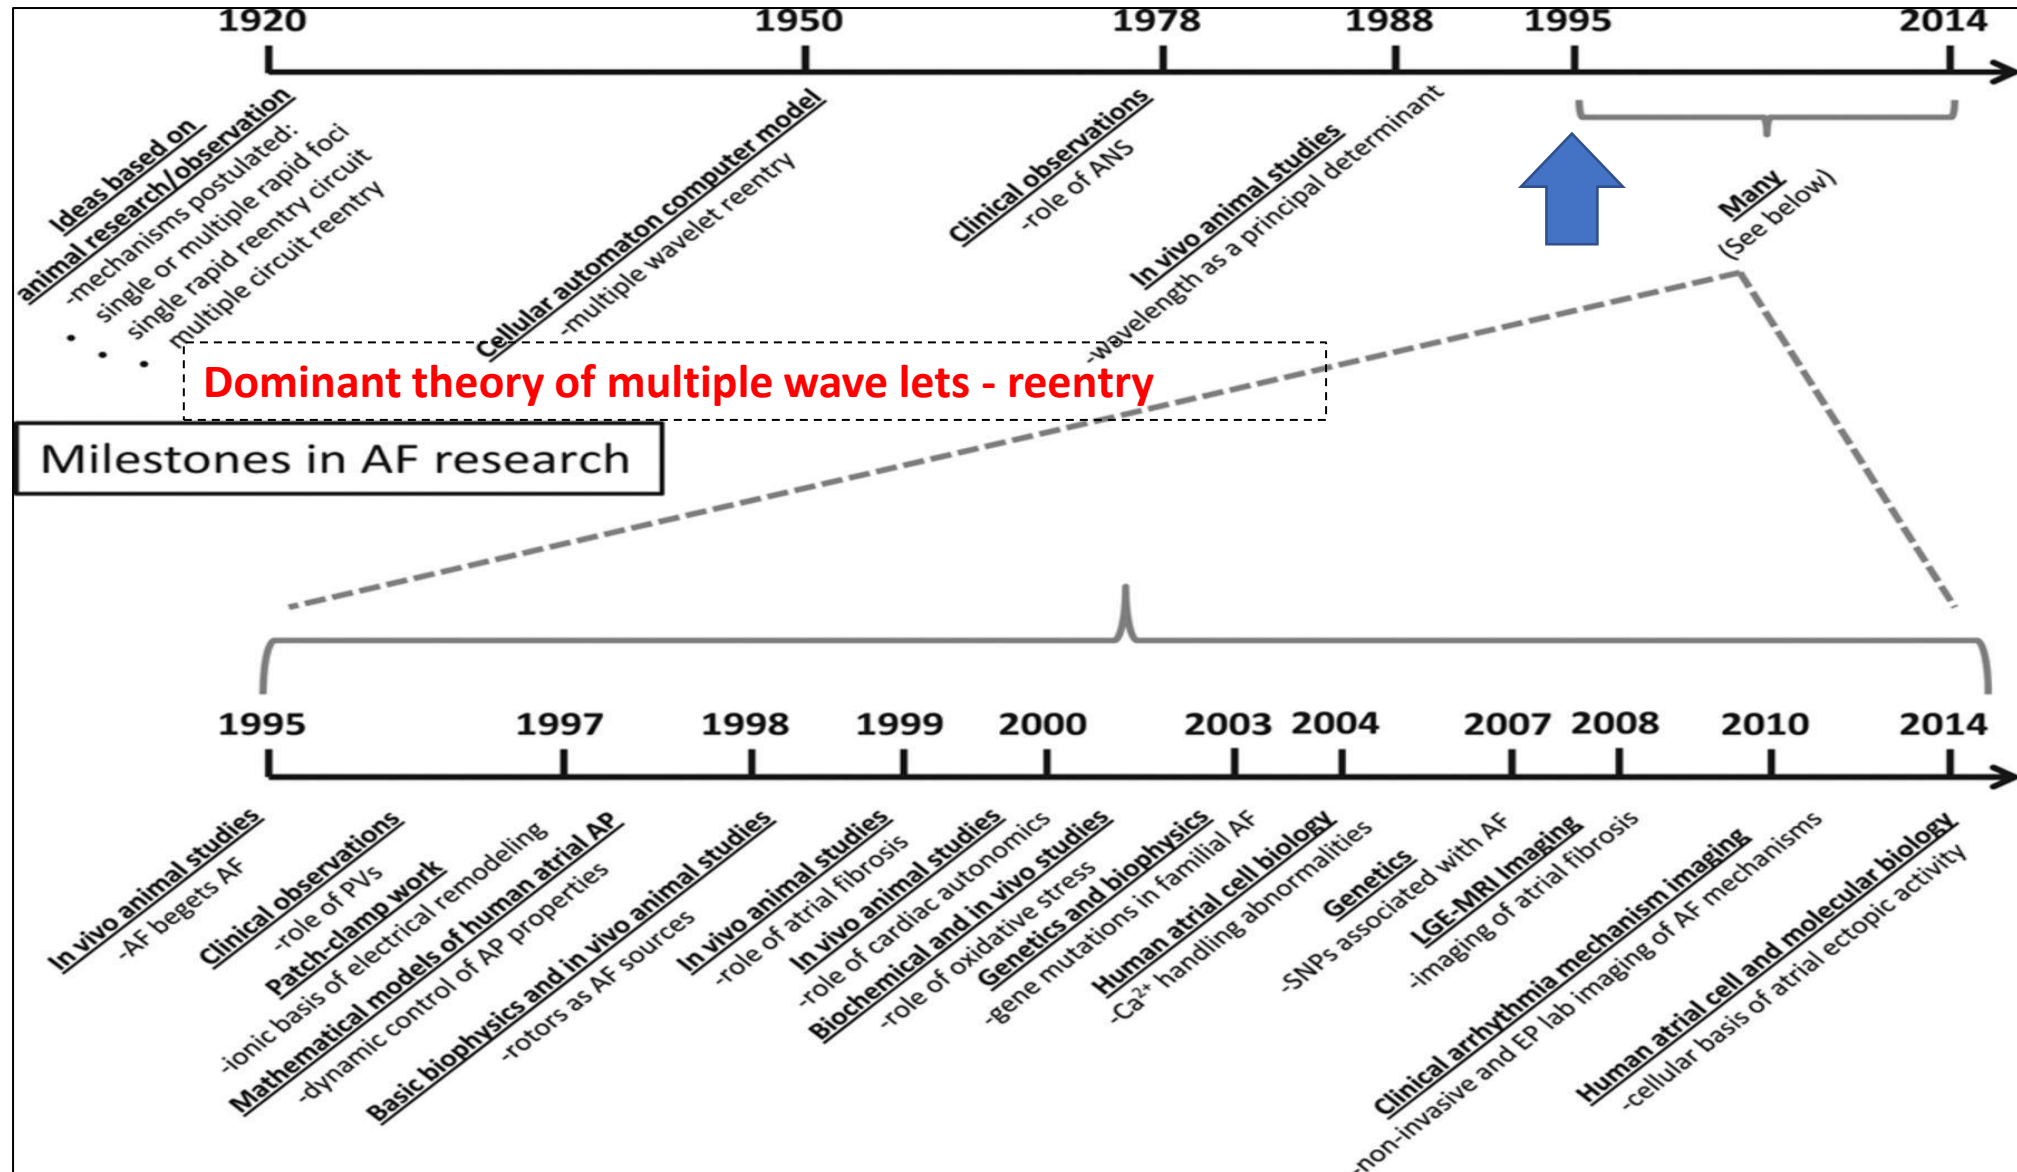 1920
1950
1978
1988
1995
2014
Ideas based on
animal research/observation
-mechanisms postulated:
• single or multiple rapid foci
• single rapid reentry circuit
• multiple circuit reentry
Cellular automaton computer model
-multiple wavelet reentry
Clinical observations
-role of ANS
In vivo animal studies
-wavelength as a principal determinant
Many
(See below)
Dominant theory of multiple wave lets - reentry
Milestones in AF research
1995
1997
1998
1999
2000
2003
2004
2007
2008
2010
2014
In vivo animal studies
-AF begets AF
Clinical observations
-role of PVs
Patch-clamp work
-ionic basis of electrical remodeling
Mathematical models of human atrial AP
-dynamic control of AP properties
Basic biophysics and in vivo animal studies
-rotors as AF sources
In vivo animal studies
-role of atrial fibrosis
In vivo animal studies
-role of cardiac autonomics
Biochemical and in vivo studies
-role of oxidative stress
Genetics and biophysics
-gene mutations in familial AF
Human atrial cell biology
-Ca²⁺ handling abnormalities
Genetics
-SNPs associated with AF
LGE-MRI Imaging
-imaging of atrial fibrosis
Clinical arrhythmia mechanism imaging
-non-invasive and EP lab imaging of AF mechanisms
Human atrial cell and molecular biology
-cellular basis of atrial ectopic activity